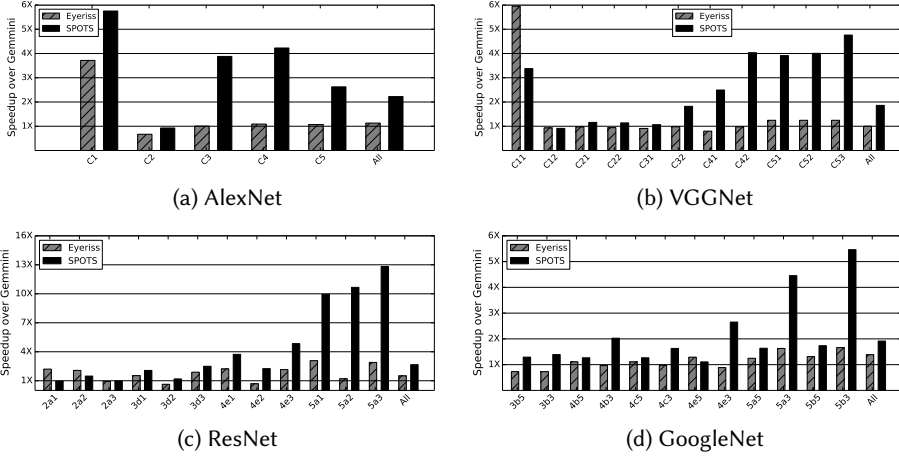 6X
5X
4X
3X
2X
1X
Speedup over Gemmini
Eyeriss
SPOTS
C1
C2
C3
C4
C5
All
(a) AlexNet
6X
5X
4X
3X
2X
1X
Speedup over Gemmini
Eyeriss
SPOTS
C11
C12
C21
C22
C31
C32
C41
C42
C51
C52
C53
All
(b) VGGNet
16X
13X
10X
7X
4X
1X
Speedup over Gemmini
Eyeriss
SPOTS
2a1
2a2
2a3
3d1
3d2
3d3
4e1
4e2
4e3
5a1
5a2
5a3
All
(c) ResNet
6X
5X
4X
3X
2X
1X
Speedup over Gemmini
Eyeriss
SPOTS
3b5
3b3
4b5
4b3
4c5
4c3
4e5
4e3
5a5
5a3
5b5
5b3
All
(d) GoogleNet